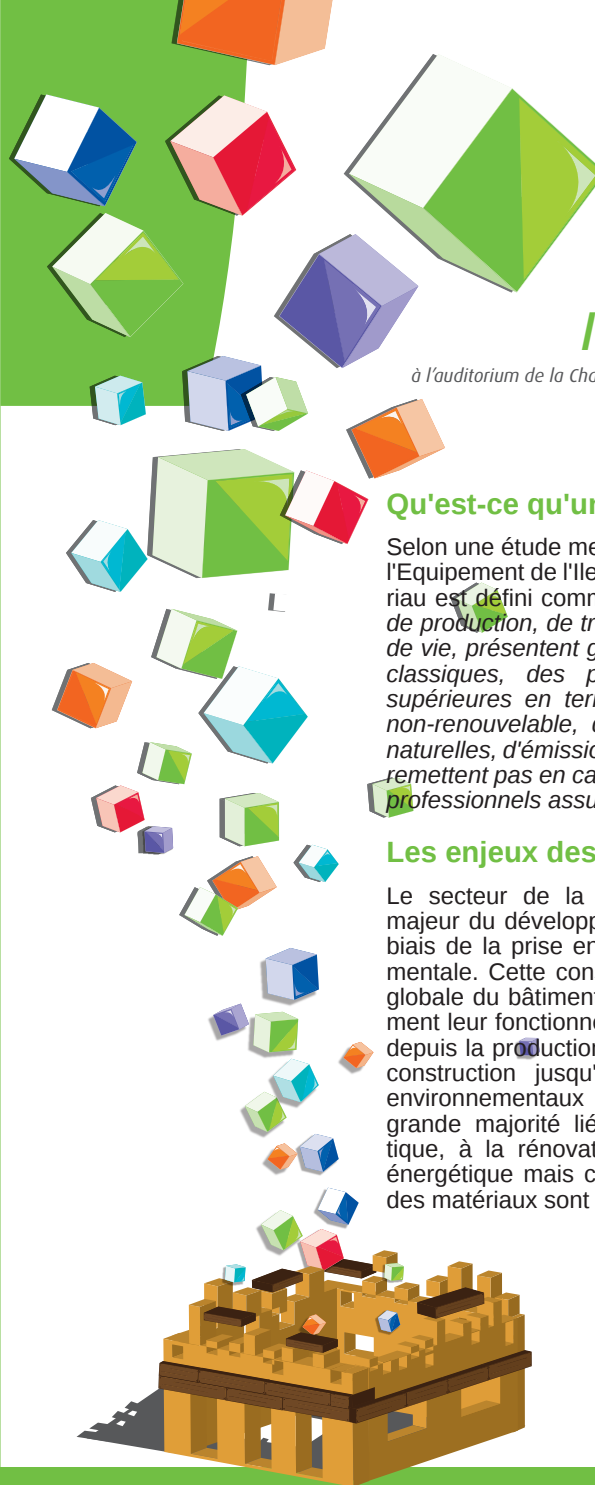 à l'auditorium de la Cha
Qu'est-ce qu'un
Selon une étude me
l'Equipement de l'Ile
riau est défini comm
de production, de tr
de vie, présentent g
classiques, des p
supérieures en ter
non-renouvelable, 
naturelles, d'émissio
remettent pas en ca
professionnels assu
Les enjeux des
Le secteur de la
majeur du développ
biais de la prise en
mentale. Cette cons
globale du bâtiment
ment leur fonctionne
depuis la production
construction jusqu'
environnementaux
grande majorité lié
tique, à la rénovat
énergétique mais c
des matériaux sont